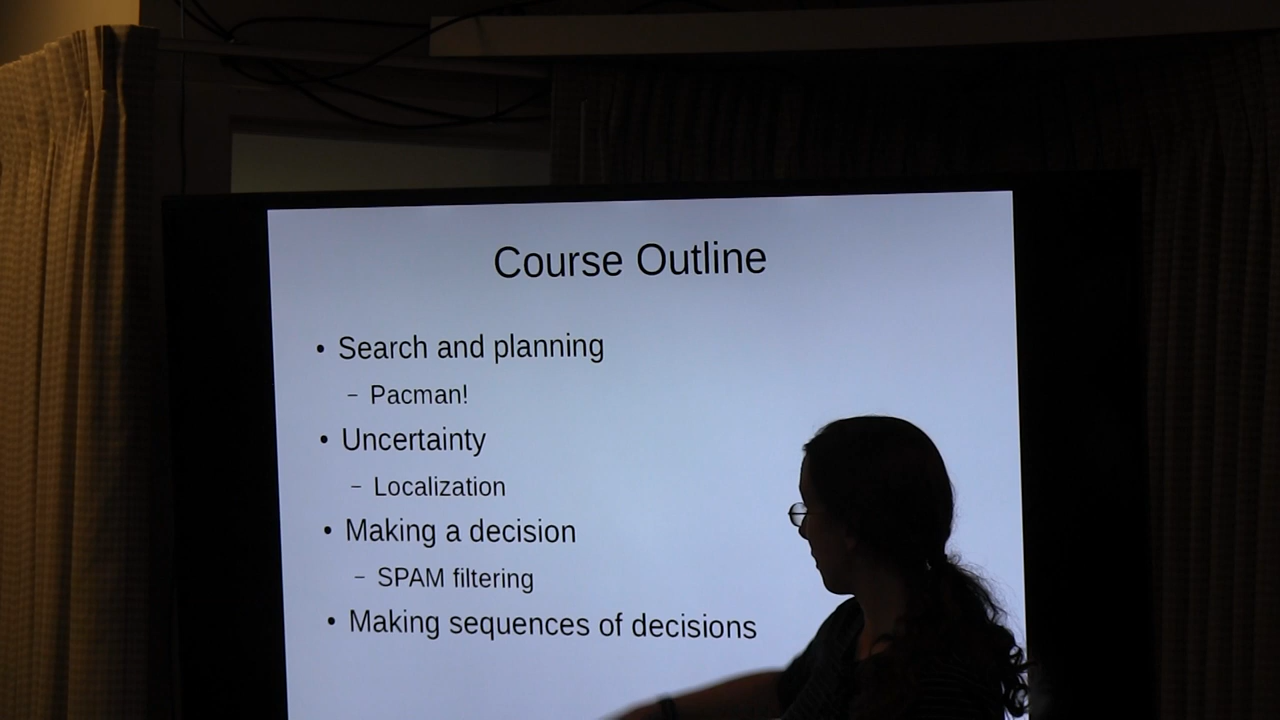 Course Outline
• Search and planning
– Pacman!
• Uncertainty
– Localization
• Making a decision
– SPAM filtering
• Making sequences of decisions